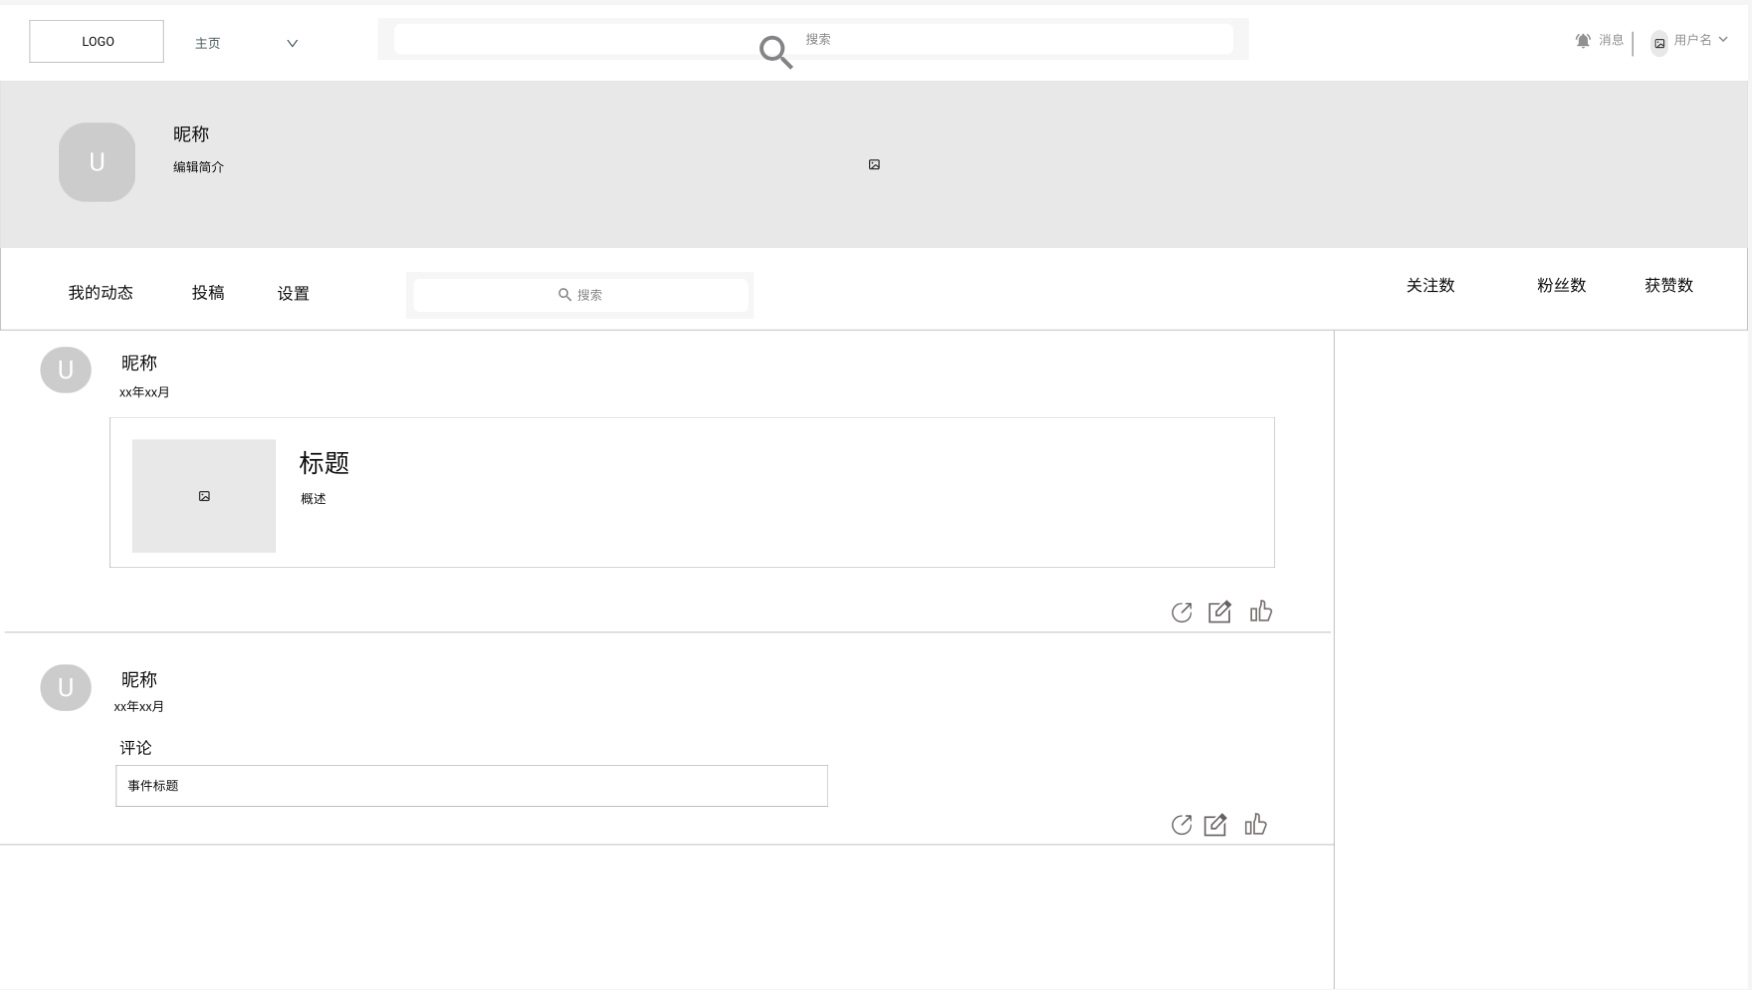 LOGO
主页
搜索
消息
用户名
U
昵称
编辑简介
我的动态
投稿
设置
搜索
关注数
粉丝数
获赞数
U
昵称
xx年xx月
标题
概述
U
昵称
xx年xx月
评论
事件标题